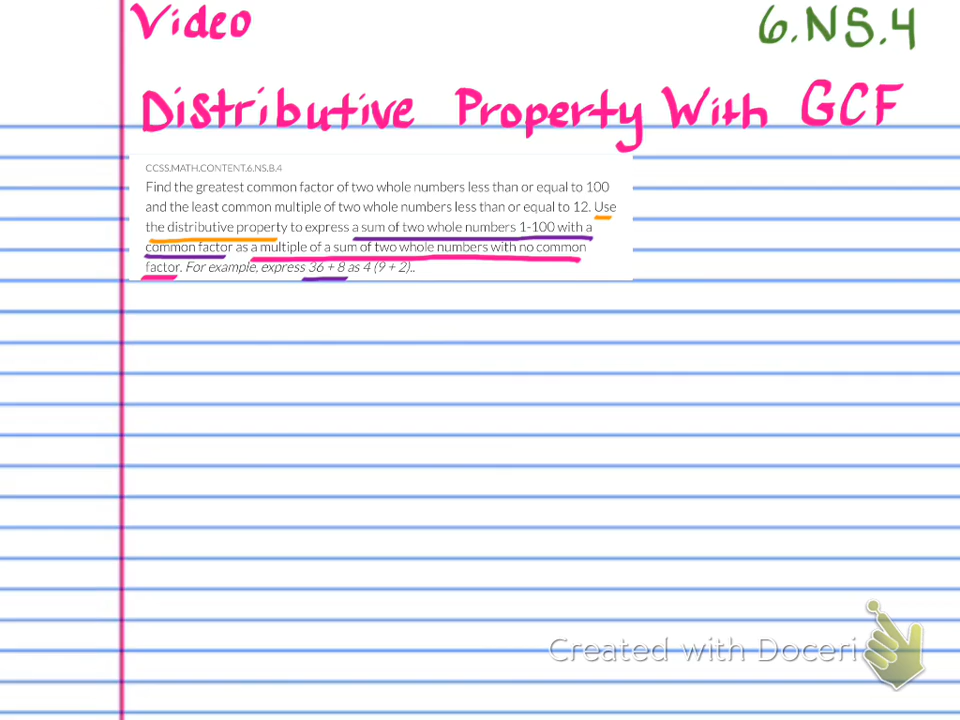 Video 6.NS.4
Distributive Property With GCF
CCSS.MATH.CONTENT.6.NS.B.4
Find the greatest common factor of two whole numbers less than or equal to 100
and the least common multiple of two whole numbers less than or equal to 12. Use
the distributive property to express a sum of two whole numbers 1-100 with a
common factor as a multiple of a sum of two whole numbers with no common
factor. For example, express 36 + 8 as 4 (9 + 2)..
Created with Doceri